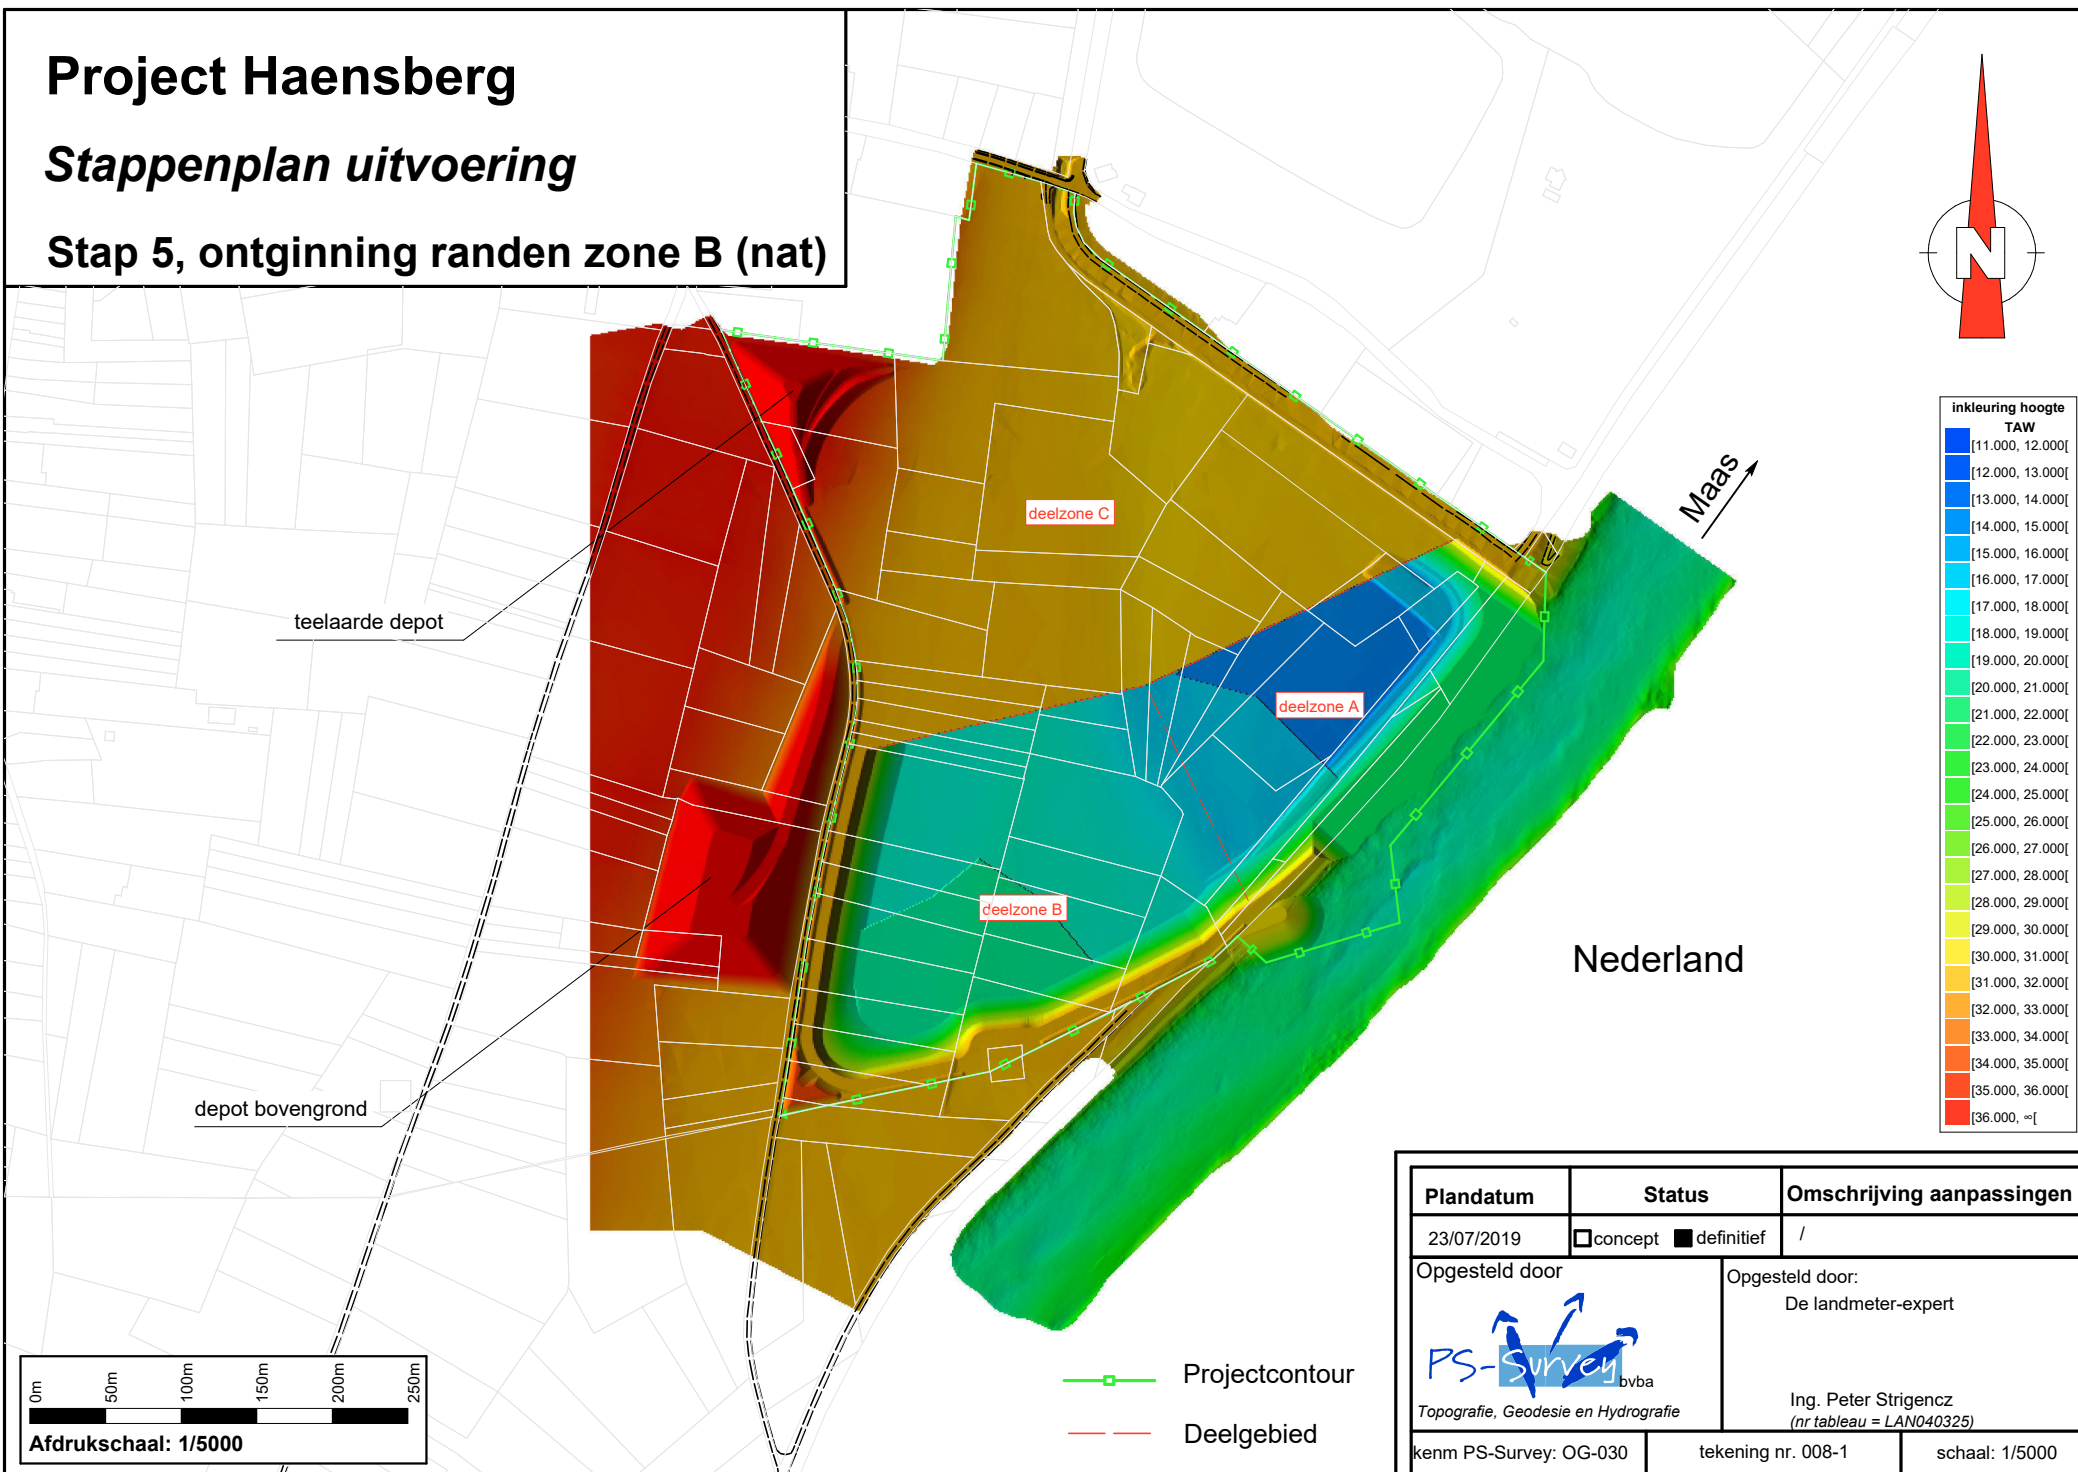 Project Haensberg
Stappenplan uitvoering
Stap 5, ontginning randen zone B (nat)
N
inkleuring hoogte
TAW
[11.000, 12.000[
[12.000, 13.000[
[13.000, 14.000[
[14.000, 15.000[
[15.000, 16.000[
[16.000, 17.000[
[17.000, 18.000[
[18.000, 19.000[
[19.000, 20.000[
[20.000, 21.000[
[21.000, 22.000[
[22.000, 23.000[
[23.000, 24.000[
[24.000, 25.000[
[25.000, 26.000[
[26.000, 27.000[
[27.000, 28.000[
[28.000, 29.000[
[29.000, 30.000[
[30.000, 31.000[
[31.000, 32.000[
[32.000, 33.000[
[33.000, 34.000[
[34.000, 35.000[
[35.000, 36.000[
[36.000, ∞[
Maas
deelzone C
teelaarde depot
deelzone A
deelzone B
Nederland
depot bovengrond
Projectcontour
Deelgebied
0m 50m 100m 150m 200m 250m
Afdrukschaal: 1/5000
Plandatum Status Omschrijving aanpassingen
23/07/2019 concept definitief /
Opgesteld door
PS-Survey bvba
Topografie, Geodesie en Hydrografie
Opgesteld door:
De landmeter-expert
Ing. Peter Strigencz
(nr tableau = LAN040325)
kenm PS-Survey: OG-030 tekening nr. 008-1 schaal: 1/5000